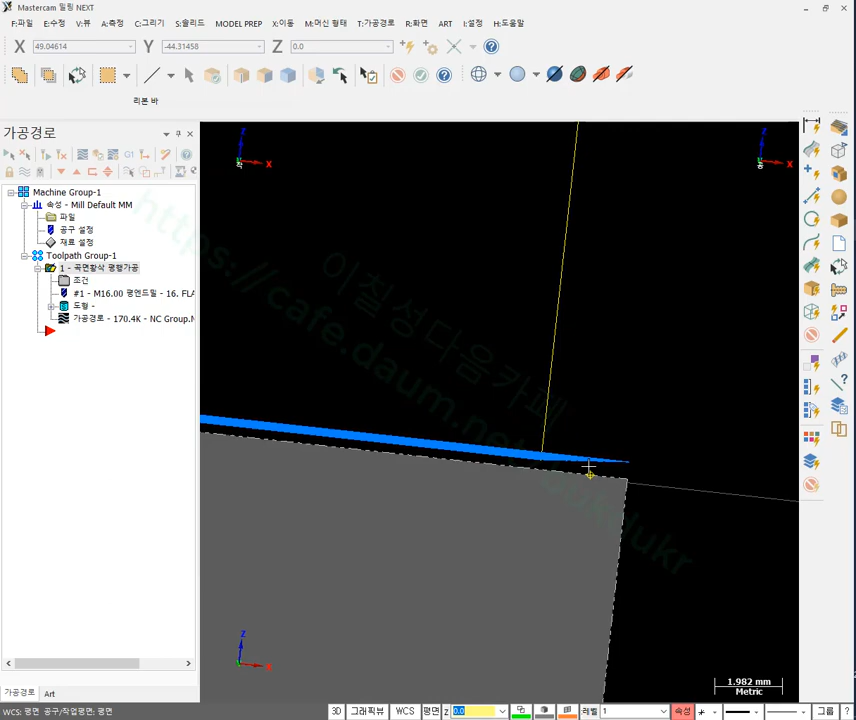 Mastercam 밀링 NEXT
F:파일 E:수정 V:뷰 A:측정 C:그리기 S:솔리드 MODEL PREP X:이동 M:머신 형태 T:가공경로 R:화면 ART I:설정 H:도움말
X 49.04614 Y -44.31458 Z 0.0
리본 바
가공경로
G1
Machine Group-1
속성 - Mill Default MM
파일
공구 설정
재료 설정
Toolpath Group-1
1 - 곡면황삭 평행가공
조건
#1 - M16.00 평엔드밀 - 16. FLA
도형 -
가공경로 - 170.4K - NC Group.N
Z
X
Z
X
https://cafe.daum.net
이칠성다음카페
Z
X
1.982 mm
Metric
가공경로 Art
WCS: 평면 공구/작업평면: 평면
3D 그래픽뷰 WCS 평면 Z 0.0 레벨 1 속성 그룹 ?